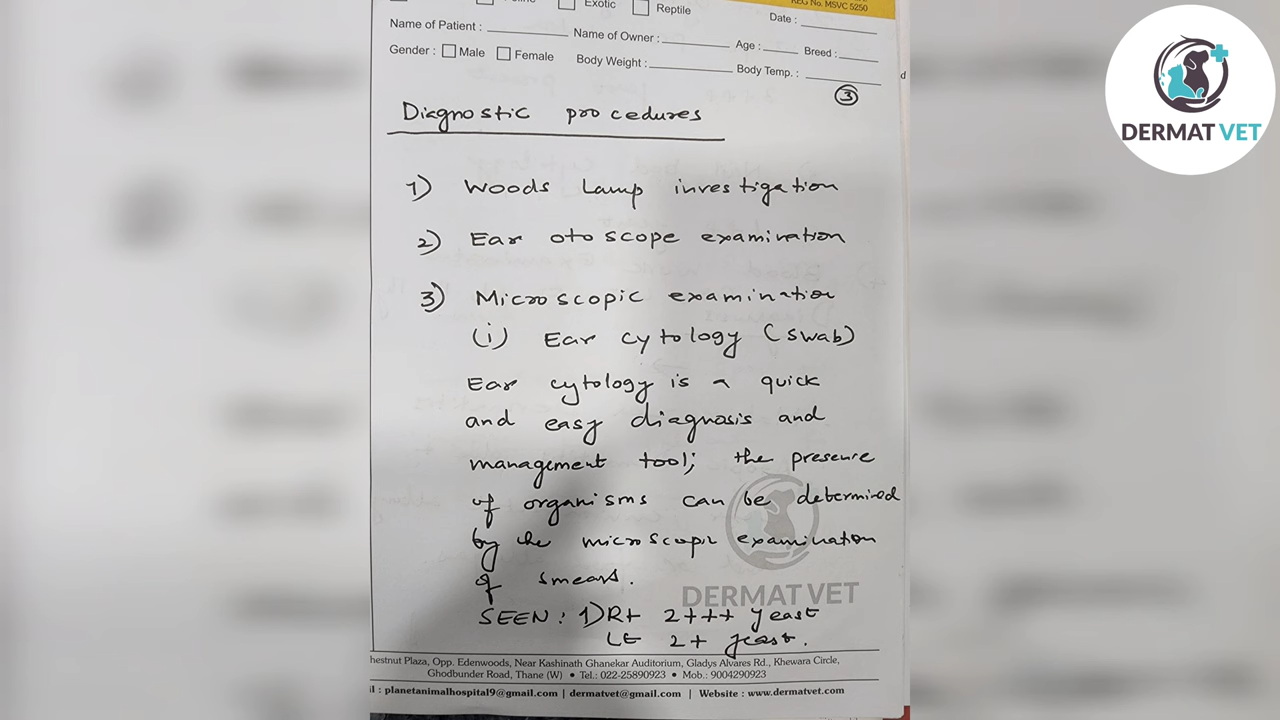 Exotic
Reptile
REG No. MSVC 5250
Date :
Name of Patient :
Name of Owner :
Age :
Breed :
Gender :
Male
Female
Body Weight :
Body Temp. :
3
Diagnostic procedures
1) Woods Lamp investigation
2) Ear otoscope examination
3) Microscopic examination
(i) Ear cytology (swab)
Ear cytology is a quick
and easy diagnosis and
management tool; the presence
of organisms can be determined
by the microscopic examination
of smears.
SEEN : 1) Rt 2+++ yeast
LE 2+ yeast.
DERMAT VET
DERMAT VET
hestnut Plaza, Opp. Edenwoods, Near Kashinath Ghanekar Auditorium, Gladys Alvares Rd., Khewara Circle,
Ghodbunder Road, Thane (W) • Tel.: 022-25890923 • Mob.: 9004290923
l : planetanimalhospital9@gmail.com | dermatvet@gmail.com | Website : www.dermatvet.com